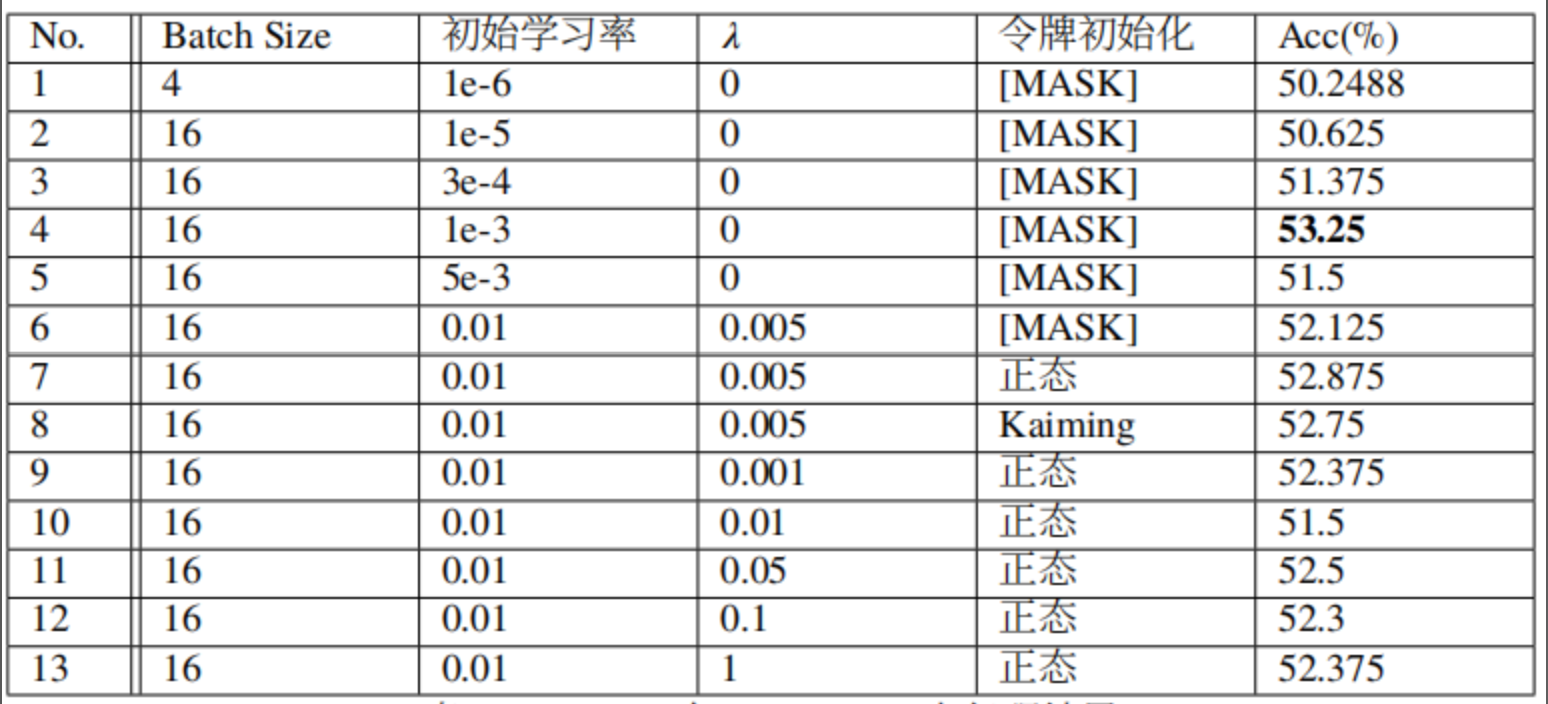 No. Batch Size 初始学习率 λ 令牌初始化 Acc(%)
1 4 1e-6 0 [MASK] 50.2488
2 16 1e-5 0 [MASK] 50.625
3 16 3e-4 0 [MASK] 51.375
4 16 1e-3 0 [MASK] 53.25
5 16 5e-3 0 [MASK] 51.5
6 16 0.01 0.005 [MASK] 52.125
7 16 0.01 0.005 正态 52.875
8 16 0.01 0.005 Kaiming 52.75
9 16 0.01 0.001 正态 52.375
10 16 0.01 0.01 正态 51.5
11 16 0.01 0.05 正态 52.5
12 16 0.01 0.1 正态 52.3
13 16 0.01 1 正态 52.375